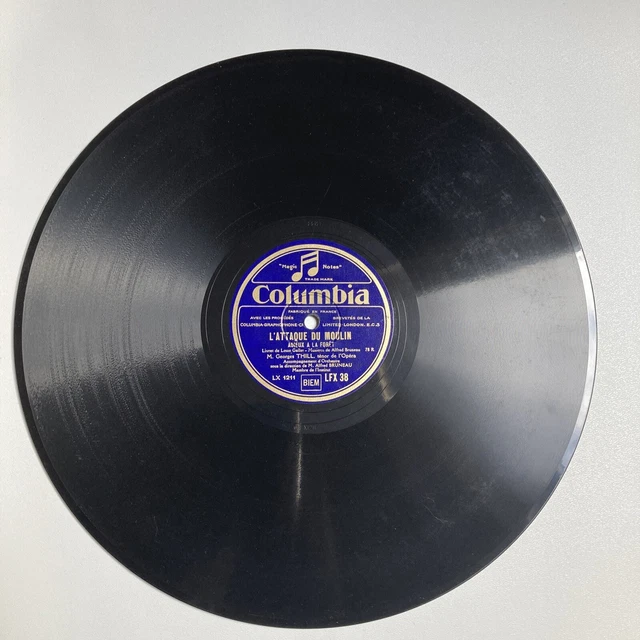 "Magic Notes"
TRADE MARK
Columbia
FABRIQUÉ EN FRANCE
AVEC LES PROCÉDÉS BREVETÉS DE LA
COLUMBIA GRAPHOPHONE LIMITED LONDON. E.C.
L'ATTAQUE DU MOULIN
ADIEUX A LA FORÊT
Livret de Louis Gallet - Musique de Alfred Bruneau
M. Georges THILL, ténor de l'Opéra
Accompagnement d'Orchestre
sous la direction de M. Alfred BRUNEAU
Membre de l'Institut
LX 1211 BIEM LFX 38